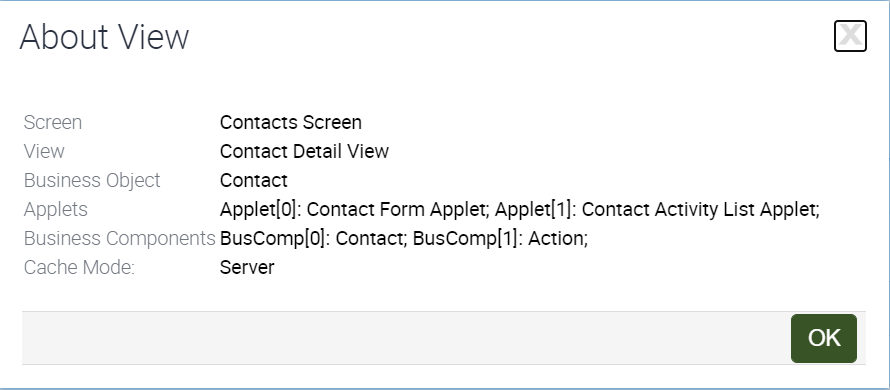 About View
X
Screen Contacts Screen
View Contact Detail View
Business Object Contact
Applets Applet[0]: Contact Form Applet; Applet[1]: Contact Activity List Applet;
Business Components BusComp[0]: Contact; BusComp[1]: Action;
Cache Mode: Server
OK